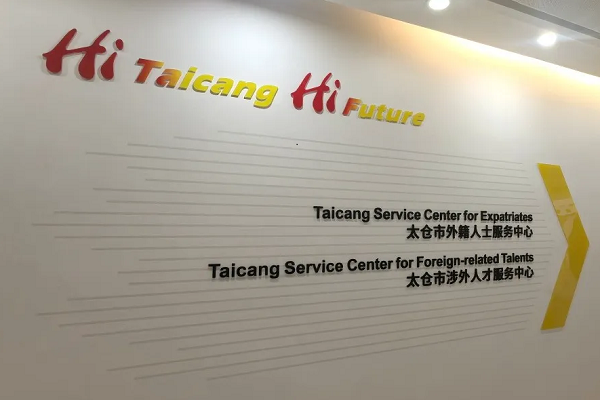 Hi Taicang Hi Future
Taicang Service Center for Expatriates
太仓市外籍人士服务中心
Taicang Service Center for Foreign-related Talents
太仓市涉外人才服务中心